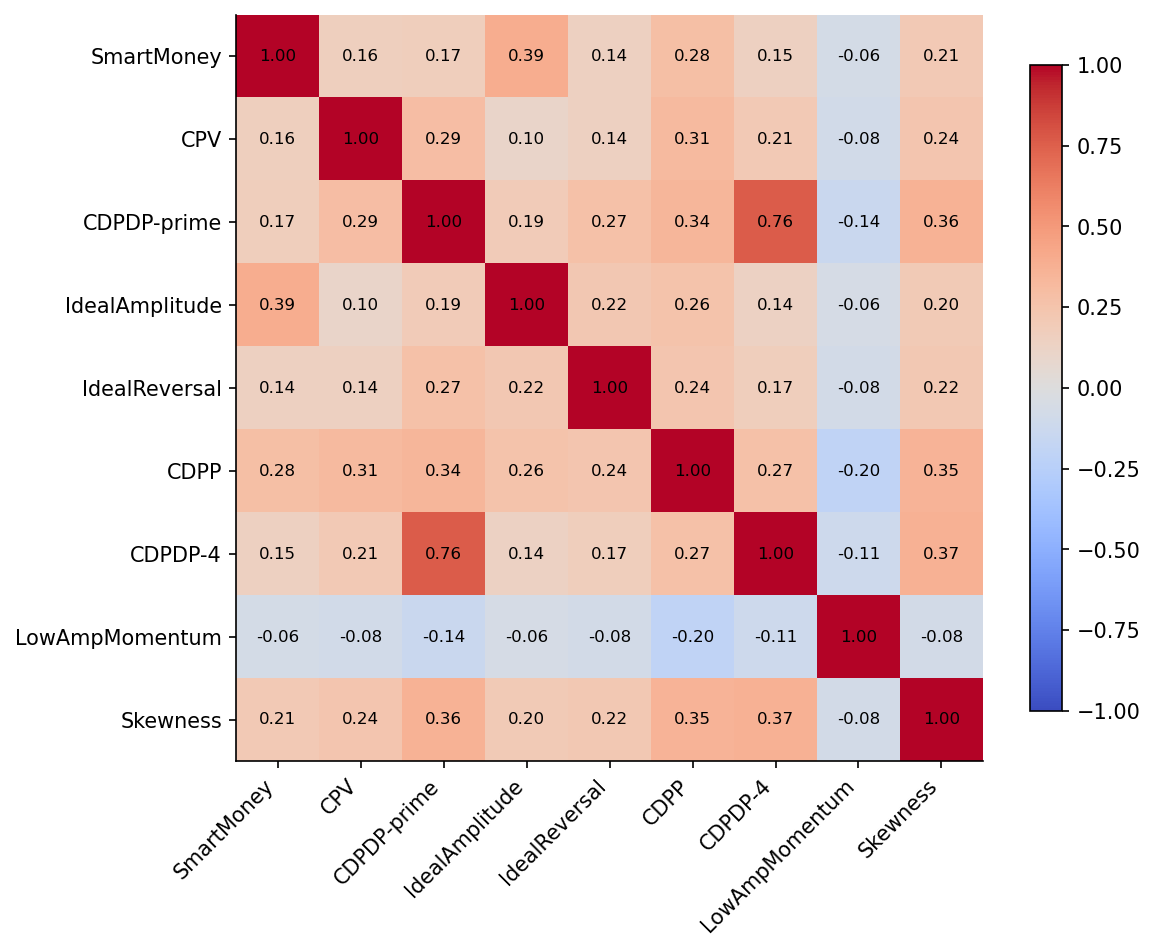 SmartMoney 1.00 0.16 0.17 0.39 0.14 0.28 0.15 -0.06 0.21
CPV 0.16 1.00 0.29 0.10 0.14 0.31 0.21 -0.08 0.24
CDPDP-prime 0.17 0.29 1.00 0.19 0.27 0.34 0.76 -0.14 0.36
IdealAmplitude 0.39 0.10 0.19 1.00 0.22 0.26 0.14 -0.06 0.20
IdealReversal 0.14 0.14 0.27 0.22 1.00 0.24 0.17 -0.08 0.22
CDPP 0.28 0.31 0.34 0.26 0.24 1.00 0.27 -0.20 0.35
CDPDP-4 0.15 0.21 0.76 0.14 0.17 0.27 1.00 -0.11 0.37
LowAmpMomentum -0.06 -0.08 -0.14 -0.06 -0.08 -0.20 -0.11 1.00 -0.08
Skewness 0.21 0.24 0.36 0.20 0.22 0.35 0.37 -0.08 1.00
SmartMoney
CPV
CDPDP-prime
IdealAmplitude
IdealReversal
CDPP
CDPDP-4
LowAmpMomentum
Skewness
1.00
0.75
0.50
0.25
0.00
−0.25
−0.50
−0.75
−1.00